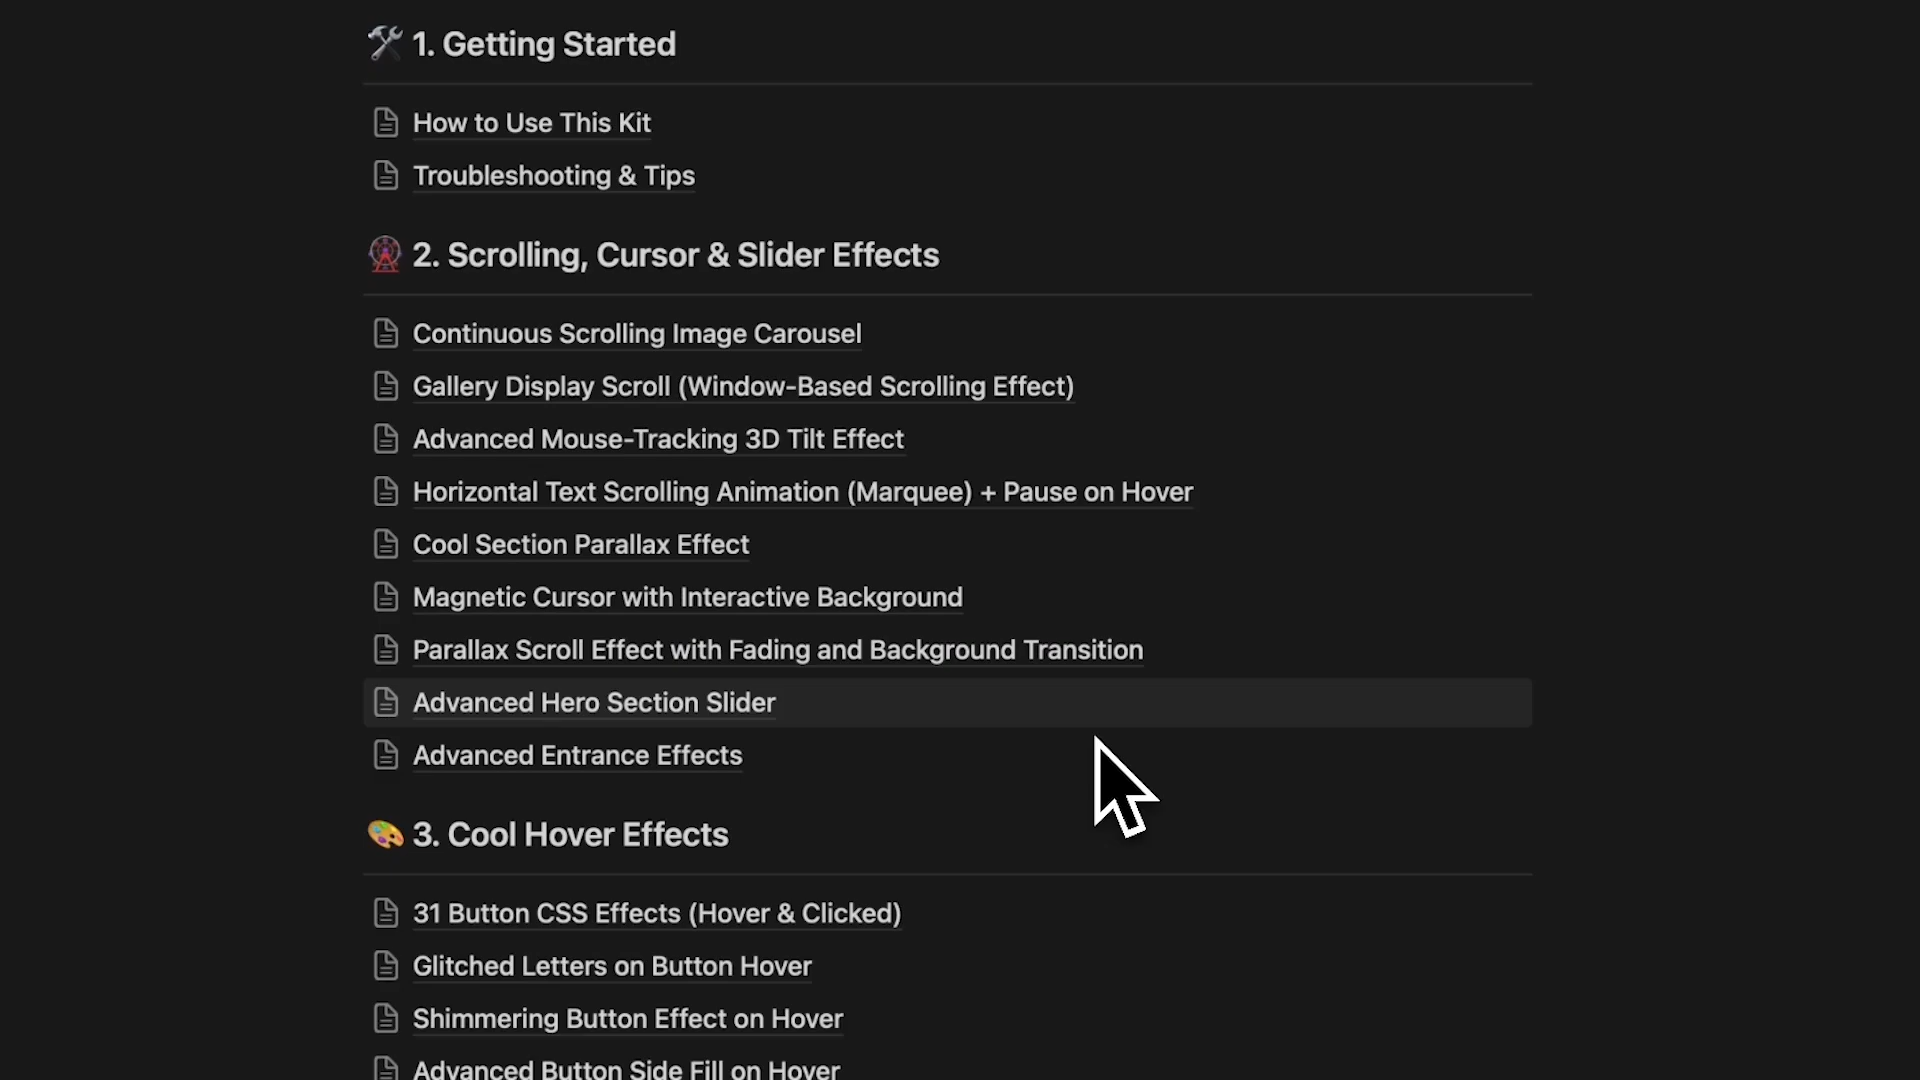 1. Getting Started
How to Use This Kit
Troubleshooting & Tips
2. Scrolling, Cursor & Slider Effects
Continuous Scrolling Image Carousel
Gallery Display Scroll (Window-Based Scrolling Effect)
Advanced Mouse-Tracking 3D Tilt Effect
Horizontal Text Scrolling Animation (Marquee) + Pause on Hover
Cool Section Parallax Effect
Magnetic Cursor with Interactive Background
Parallax Scroll Effect with Fading and Background Transition
Advanced Hero Section Slider
Advanced Entrance Effects
3. Cool Hover Effects
31 Button CSS Effects (Hover & Clicked)
Glitched Letters on Button Hover
Shimmering Button Effect on Hover
Advanced Button Side Fill on Hover